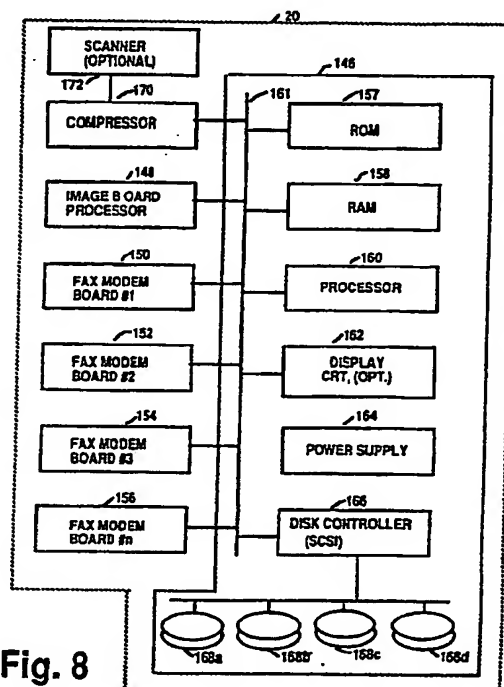 20
SCANNER
(OPTIONAL)
172
170
COMPRESSOR
146
161
157
ROM
148
IMAGE BOARD
PROCESSOR
158
RAM
150
FAX MODEM
BOARD #1
160
PROCESSOR
152
FAX MODEM
BOARD #2
162
DISPLAY
CRT, (OPT.)
154
FAX MODEM
BOARD #3
164
POWER SUPPLY
156
FAX MODEM
BOARD #n
166
DISK CONTROLLER
(SCSI)
168a
168b
168c
168d
Fig. 8